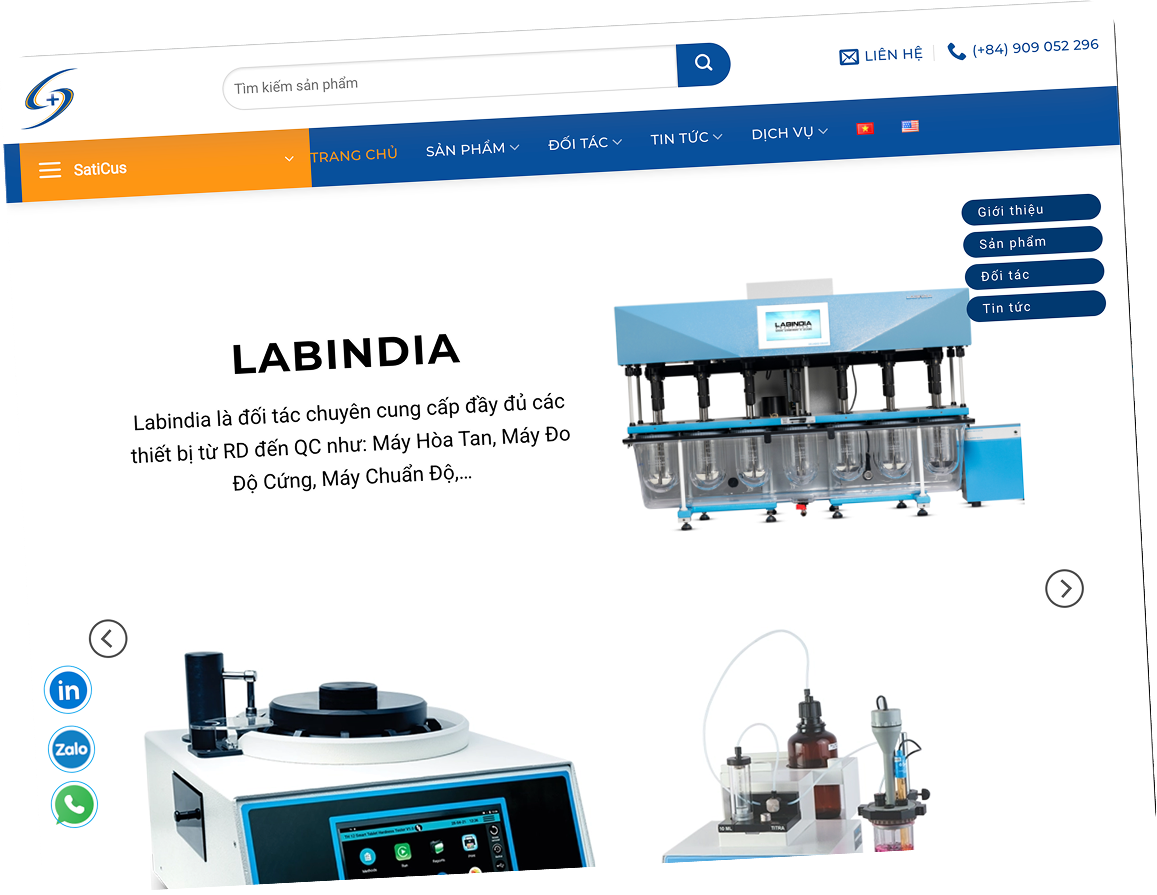 Tìm kiếm sản phẩm
LIÊN HỆ
(+84) 909 052 296
SatiCus
TRANG CHỦ
SẢN PHẨM
ĐỐI TÁC
TIN TỨC
DỊCH VỤ
Giới thiệu
Sản phẩm
Đối tác
Tin tức
LABINDIA
LABINDIA
Labindia là đối tác chuyên cung cấp đầy đủ các
thiết bị từ RD đến QC như: Máy Hòa Tan, Máy Đo
Độ Cứng, Máy Chuẩn Độ,...
in
Zalo
10 ML
TITRA